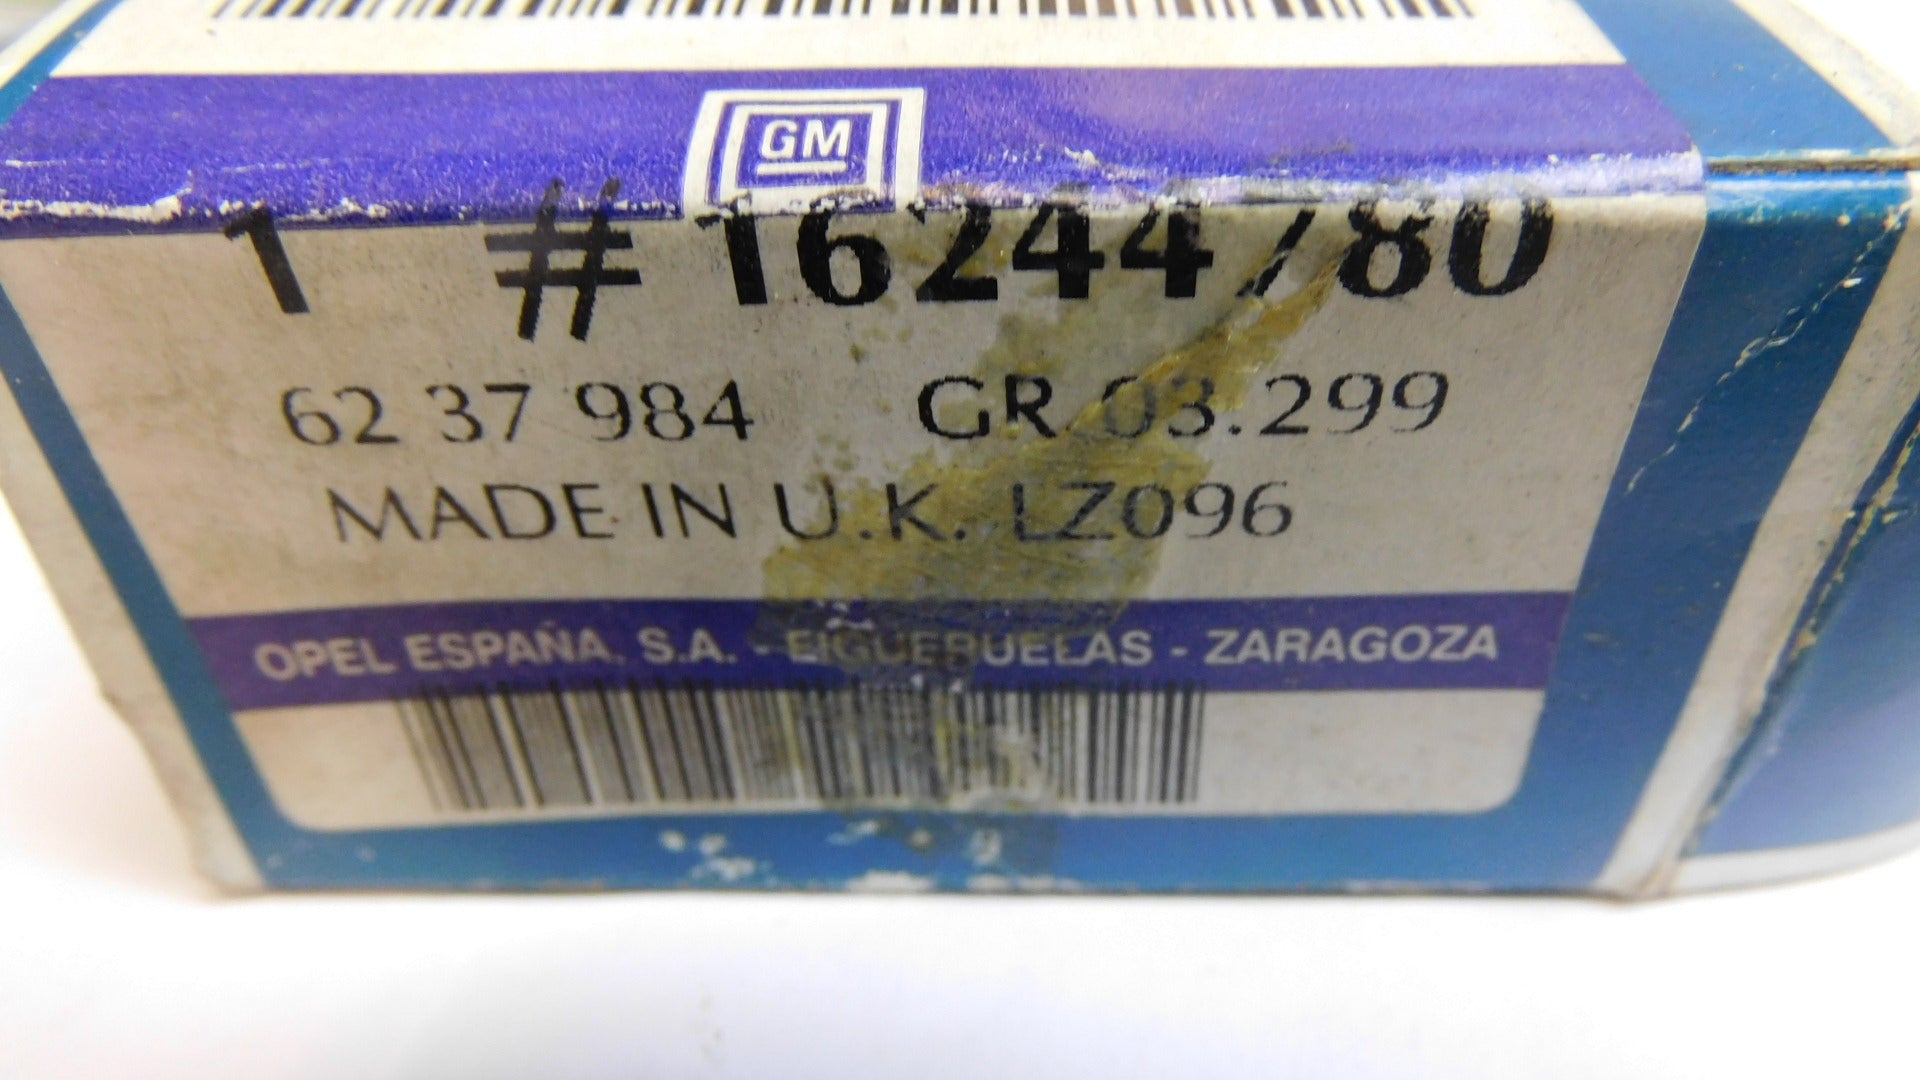 GM
1 #16244780
62 37 984 GR 03.299
MADE IN U.K. LZ096
OPEL ESPAÑA, S.A. - FIGUERUELAS - ZARAGOZA